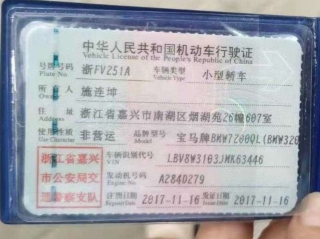 中华人民共和国机动车行驶证
Vehicle License of the People's Republic of China
号牌号码 浙FV251A 车辆类型 小型轿车
Plate No. Vehicle Type
所有人 施连坤
Owner
住址 浙江省嘉兴市南湖区烟湖苑26幢607室
Address
使用性质 非营运 品牌型号 宝马牌BMW7200
Use Character Model
浙江省嘉兴
市公安局交
通警察支队
车辆识别代号 LBV8W3103JMK63446
VIN
发动机号码 A2840279
Engine No.
注册日期 2017-11-16 发证日期 2017-11-16
Register Date Issue Date